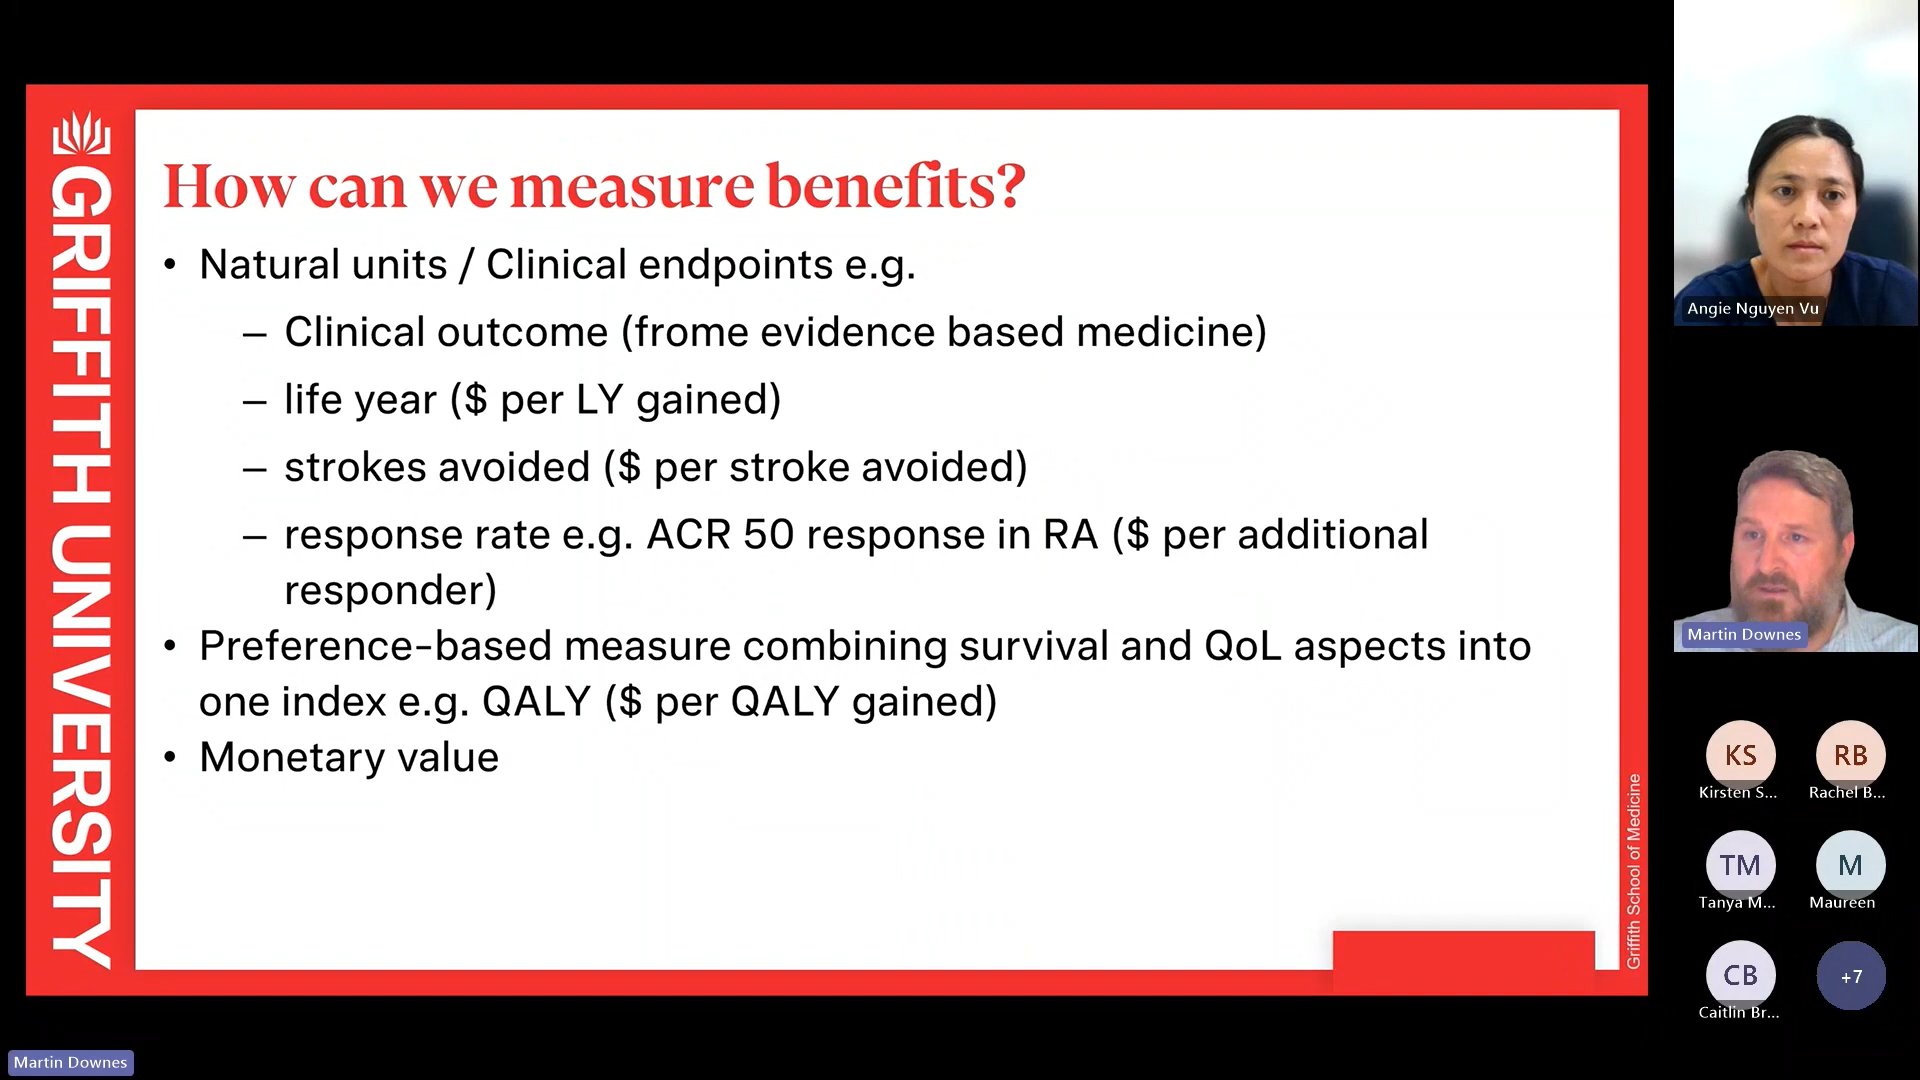 GRIFFITH UNIVERSITY
How can we measure benefits?
• Natural units / Clinical endpoints e.g.
– Clinical outcome (frome evidence based medicine)
– life year ($ per LY gained)
– strokes avoided ($ per stroke avoided)
– response rate e.g. ACR 50 response in RA ($ per additional
responder)
• Preference-based measure combining survival and QoL aspects into
one index e.g. QALY ($ per QALY gained)
• Monetary value
Griffith School of Medicine
Angie Nguyen Vu
Martin Downes
KS
Kirsten S...
RB
Rachel B...
TM
Tanya M...
M
Maureen
CB
Caitlin Br...
+7
Martin Downes